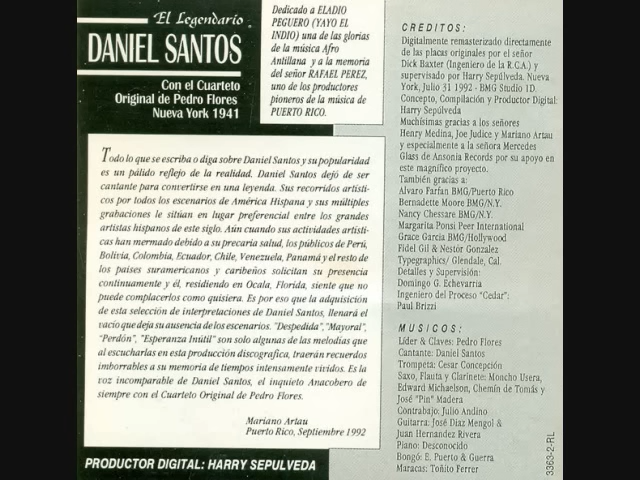 El Legendario
DANIEL SANTOS
Con el Cuarteto
Original de Pedro Flores
Nueva York 1941
Dedicado a ELADIO
PEGUERO (YAYO EL
INDIO) una de las glorias
de la música Afro
Antillana y a la memoria
del señor RAFAEL PEREZ,
uno de los productores
pioneros de la música de
PUERTO RICO.
Todo lo que se escriba o diga sobre Daniel Santos y su popularidad
es un pálido reflejo de la realidad. Daniel Santos dejó de ser
cantante para convertirse en una leyenda. Sus recorridos artísti-
cos por todos los escenarios de América Hispana y sus múltiples
grabaciones le sitúan en lugar preferencial entre los grandes
artistas hispanos de este siglo. Aún cuando sus actividades artísti-
cas han mermado debido a su precaria salud, los públicos de Perú,
Bolivia, Colombia, Ecuador, Chile, Venezuela, Panamá y el resto de
los países suramericanos y caribeños solicitan su presencia
continuamente y él, residiendo en Ocala, Florida, siente que no
puede complacerlos como quisiera. Es por eso que la adquisición
de esta selección de interpretaciones de Daniel Santos, llenará el
vacío que deja su ausencia de los escenarios. "Despedida", "Mayoral",
"Perdón", "Esperanza Inútil" son solo algunas de las melodías que
al escucharlas en esta producción discografica, traerán recuerdos
imborrables a su memoria de tiempos intensamente vividos. Es la
voz incomparable de Daniel Santos, el inquieto Anacobero de
siempre con el Cuarteto Original de Pedro Flores.
Mariano Artau
Puerto Rico, Septiembre 1992
PRODUCTOR DIGITAL: HARRY SEPULVEDA
CREDITOS:
Digitalmente remasterizado directamente
de las placas originales por el señor
Dick Baxter (Ingeniero de la R.C.A.) y
supervisado por Harry Sepúlveda. Nueva
York, Julio 31 1992 - BMG Studio 1D.
Concepto, Compilación y Productor Digital:
Harry Sepúlveda
Muchísimas gracias a los señores
Henry Medina, Joe Judice y Mariano Artau
y especialmente a la señora Mercedes
Glass de Ansonia Records por su apoyo en
este magnífico proyecto.
También gracias a:
Alvaro Farfan BMG/Puerto Rico
Bernadette Moore BMG/N.Y.
Nancy Chessare BMG/N.Y.
Margarita Ponsi Peer International
Grace Garcia BMG/Hollywood
Fidel Gil & Nestor Gonzalez
Typegraphics/ Glendale, Cal.
Detalles y Supervisión:
Domingo G. Echevarria
Ingeniero del Proceso "Cedar":
Paul Brizzi
MUSICOS:
Líder & Claves: Pedro Flores
Cantante: Daniel Santos
Trompeta: Cesar Concepción
Saxo, Flauta y Clarinete: Moncho Usera,
Edward Michaelson, Chemín de Tomás y
José "Pin" Madera
Contrabajo: Julio Andino
Guitarra: José Díaz Mengol &
Juan Hernandez Rivera
Piano: Desconocido
Bongó: E. Puerto & Guerra
Maracas: Toñito Ferrer
3363-2-RL